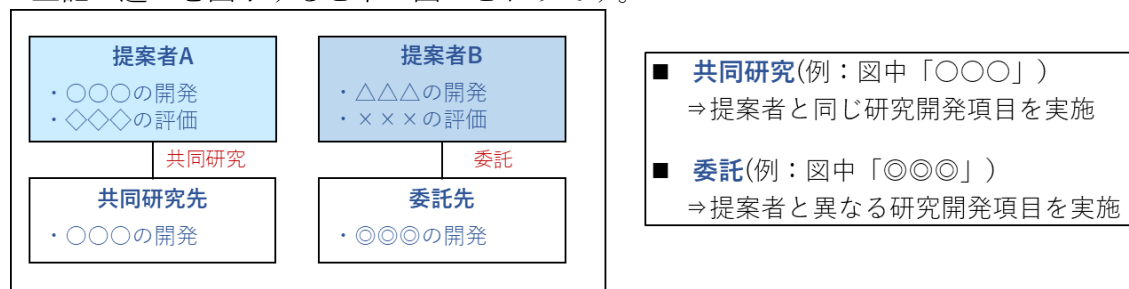 提案者A
・○○○の開発
・◇◇◇の評価
共同研究
共同研究先
・○○○の開発
提案者B
・△△△の開発
・×××の評価
委託
委託先
・◎◎◎の開発
■ 共同研究(例：図中「○○○」)
⇒提案者と同じ研究開発項目を実施
■ 委託(例：図中「◎◎◎」)
⇒提案者と異なる研究開発項目を実施